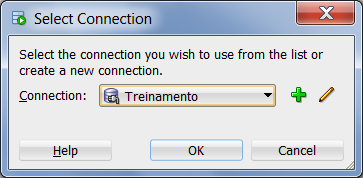 Select Connection
Select the connection you wish to use from the list or
create a new connection.
Connection: Treinamento
Help OK Cancel